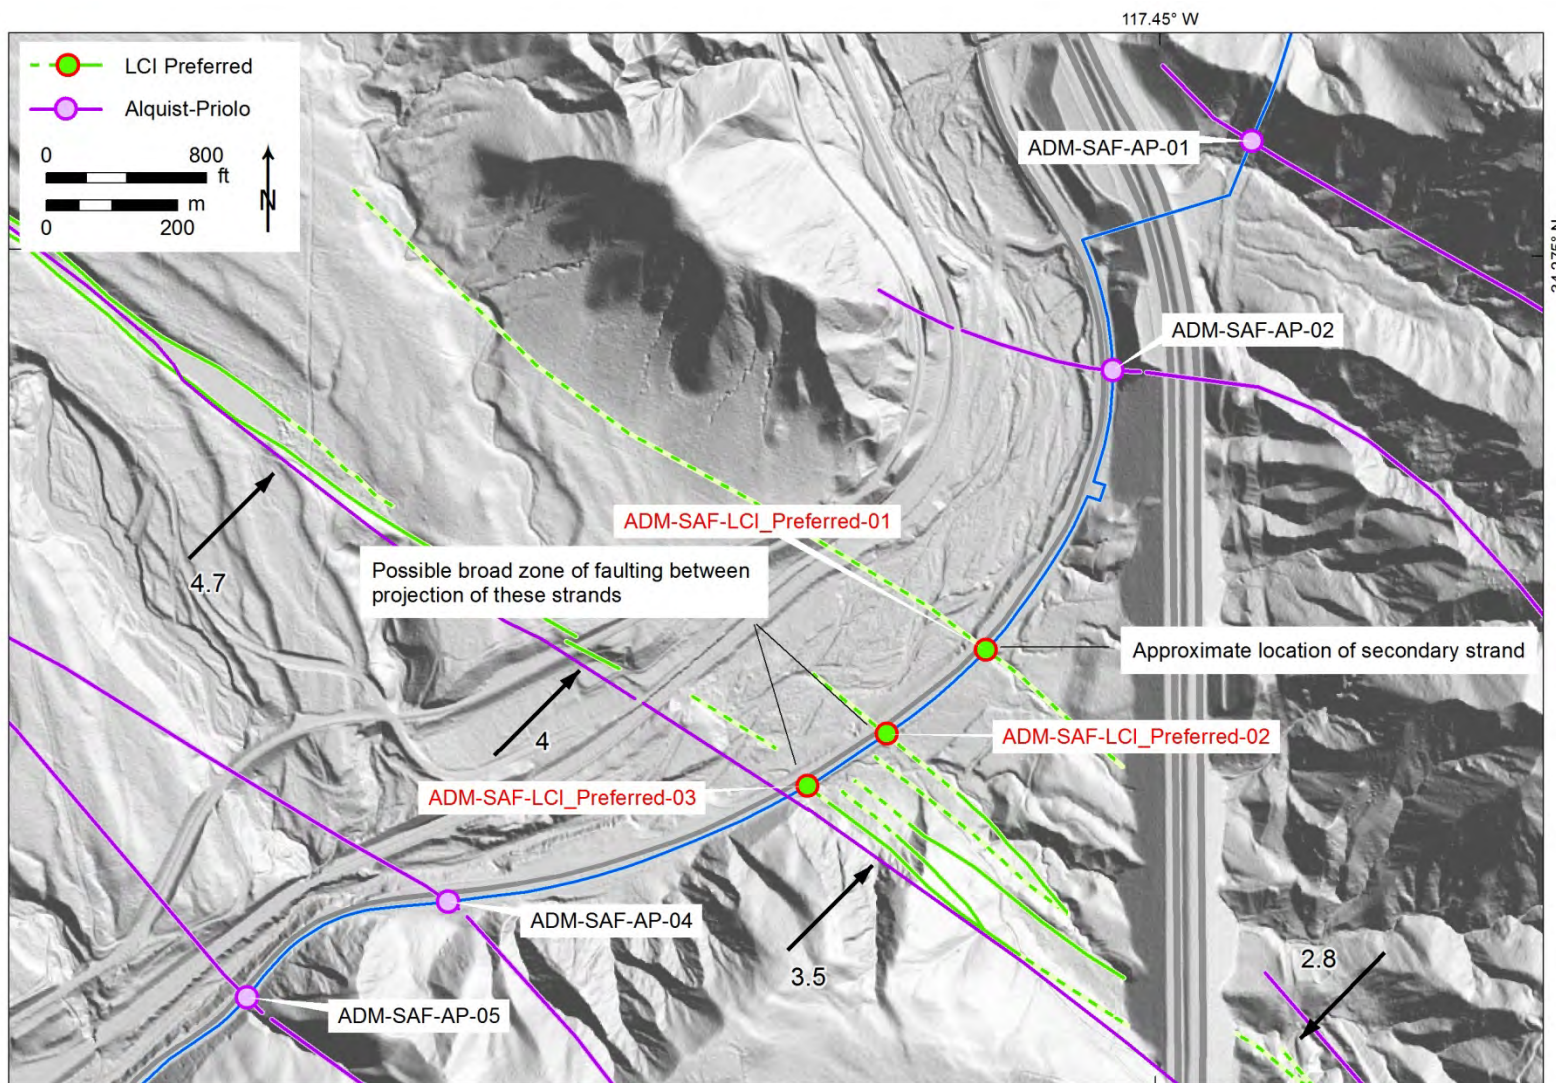 117.45° W
LCI Preferred
Alquist-Priolo
0 800
ft
m
0 200
N
ADM-SAF-AP-01
34.275° N
ADM-SAF-AP-02
ADM-SAF-LCI_Preferred-01
4.7
Possible broad zone of faulting between
projection of these strands
Approximate location of secondary strand
4
ADM-SAF-LCI_Preferred-02
ADM-SAF-LCI_Preferred-03
ADM-SAF-AP-04
3.5
2.8
ADM-SAF-AP-05